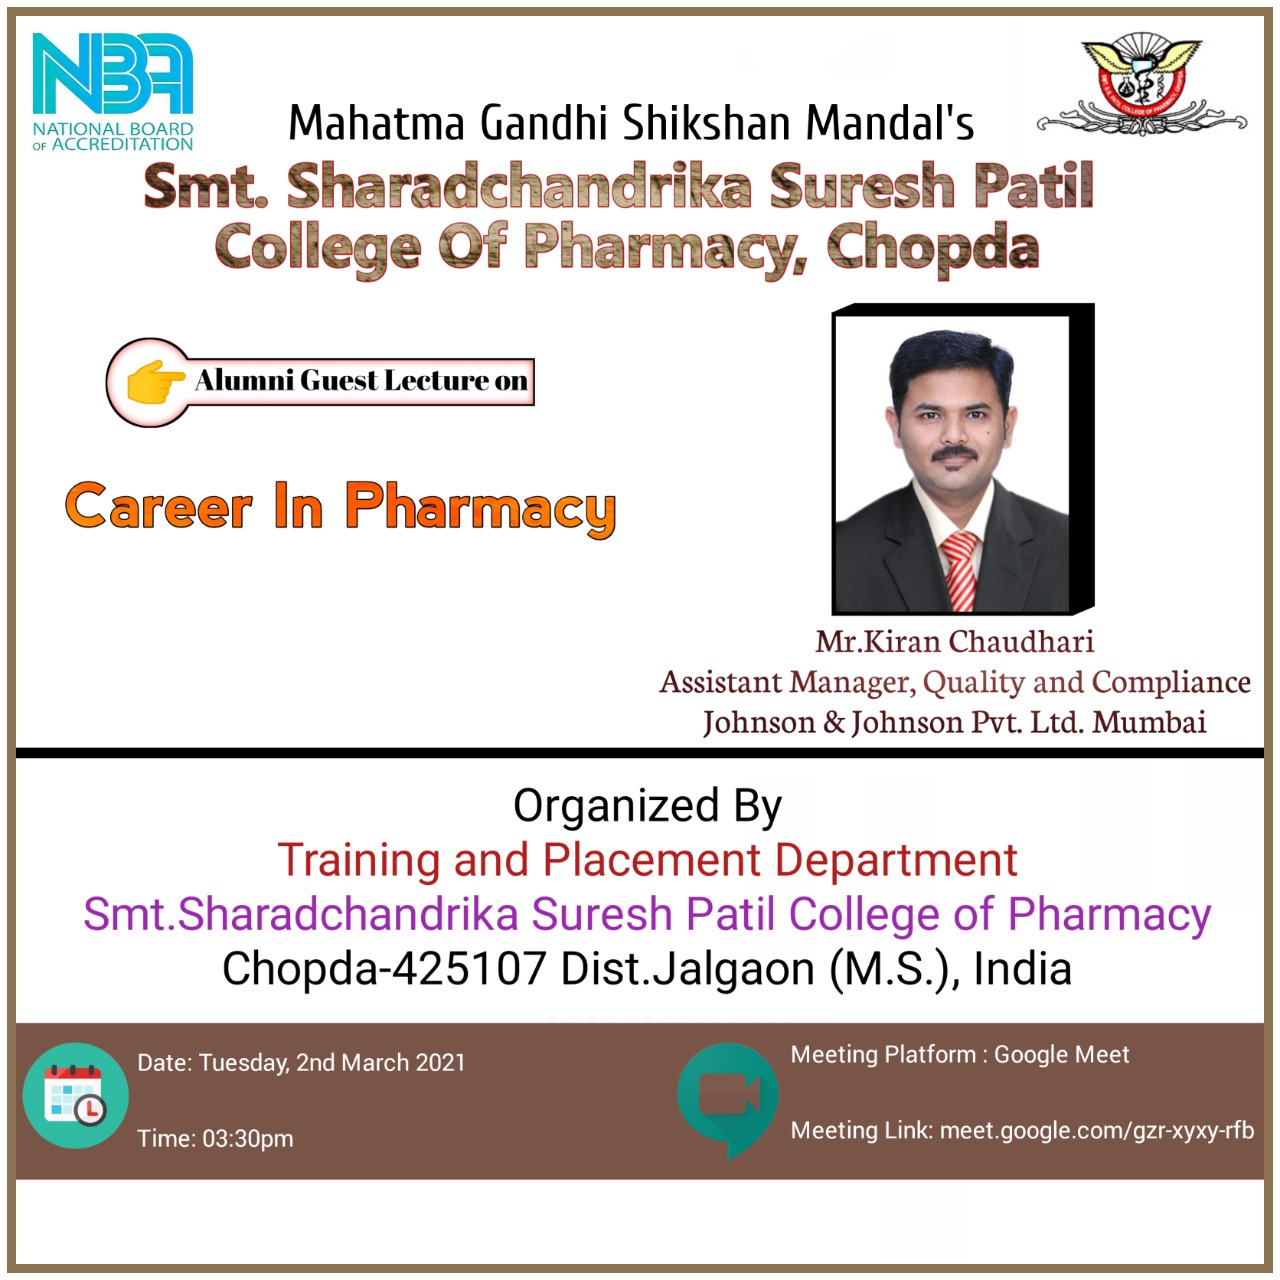 NBA
NATIONAL BOARD
OF ACCREDITATION
Mahatma Gandhi Shikshan Mandal's
Smt. Sharadchandrika Suresh Patil
College Of Pharmacy, Chopda
Alumni Guest Lecture on
Career In Pharmacy
Mr.Kiran Chaudhari
Assistant Manager, Quality and Compliance
Johnson & Johnson Pvt. Ltd. Mumbai
Organized By
Training and Placement Department
Smt.Sharadchandrika Suresh Patil College of Pharmacy
Chopda-425107 Dist.Jalgaon (M.S.), India
Date: Tuesday, 2nd March 2021
Time: 03:30pm
Meeting Platform : Google Meet
Meeting Link: meet.google.com/gzr-xyxy-rfb